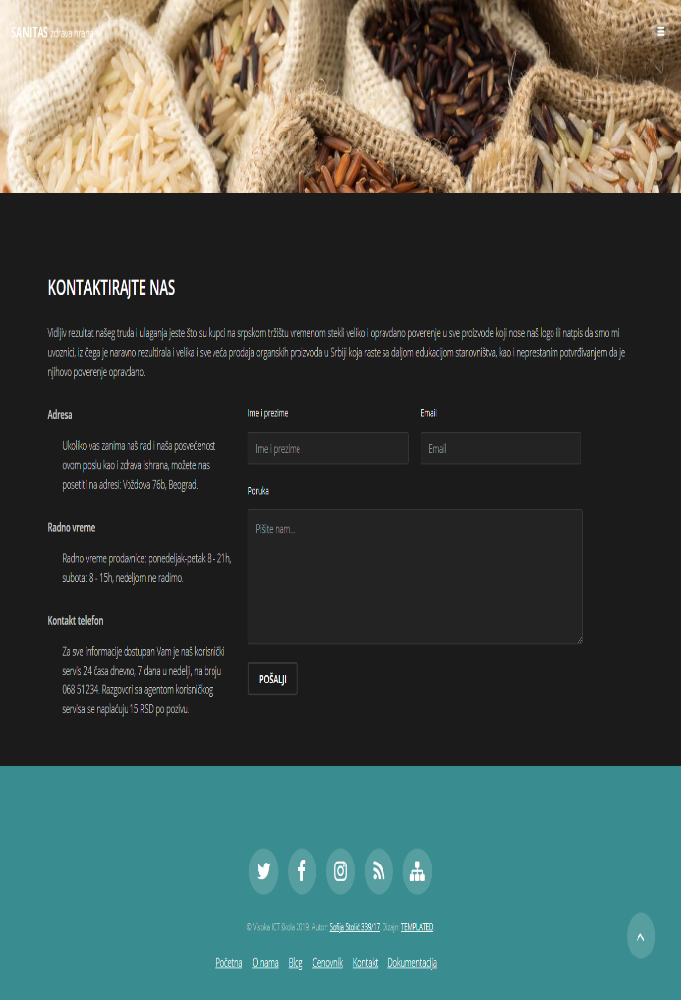 SANITAS zdrava hrana
KONTAKTIRAJTE NAS
Vidljiv rezultat našeg truda i ulaganja jeste što su kupci na srpskom tržištu vremenom stekli veliko i opravdano poverenje u sve proizvode koji nose naš logo ili natpis da smo mi
uvoznici, iz čega je naravno rezultirala i velika i sve veća prodaja organskih proizvoda u Srbiji koja raste sa daljom edukacijom stanovništva, kao i neprestanim potvrđivanjem da je
njihovo poverenje opravdano.
Adresa
Ukoliko vas zanima naš rad i naša posvećenost
ovom poslu kao i zdrava ishrana, možete nas
posetiti na adresi: Voždova 76b, Beograd.
Radno vreme
Radno vreme prodavnice: ponedeljak-petak 8 - 21h,
subota: 8 - 15h, nedeljom ne radimo.
Kontakt telefon
Za sve informacije dostupan Vam je naš korisnički
servis 24 časa dnevno, 7 dana u nedelji, na broju
068 51234. Razgovori sa agentom korisničkog
servisa se naplaćuju 15 RSD po pozivu.
Ime i prezime Email
Ime i prezime Email
Poruka
Pišite nam...
POŠALJI
© Visoka ICT škola 2019. Autor: Sofija Stolić 339/17. Dizajn: TEMPLATED
Početna O nama Blog Cenovnik Kontakt Dokumentacija